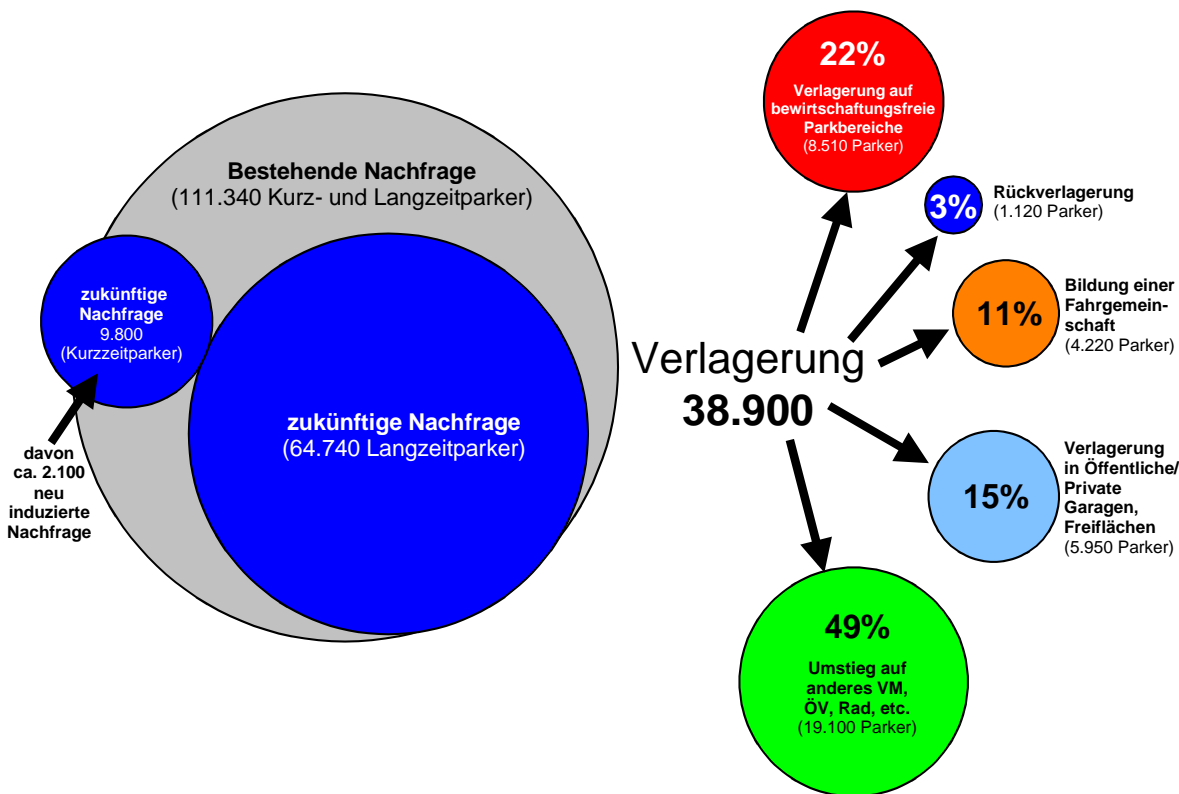 Bestehende Nachfrage
(111.340 Kurz- und Langzeitparker)
zukünftige
Nachfrage
9.800
(Kurzzeitparker)
davon
ca. 2.100
neu
induzierte
Nachfrage
zukünftige Nachfrage
(64.740 Langzeitparker)
Verlagerung
38.900
22%
Verlagerung auf
bewirtschaftungsfreie
Parkbereiche
(8.510 Parker)
3%
Rückverlagerung
(1.120 Parker)
11%
Bildung einer
Fahrgemein-
schaft
(4.220 Parker)
15%
Verlagerung
in Öffentliche/
Private
Garagen,
Freiflächen
(5.950 Parker)
49%
Umstieg auf
anderes VM,
ÖV, Rad, etc.
(19.100 Parker)